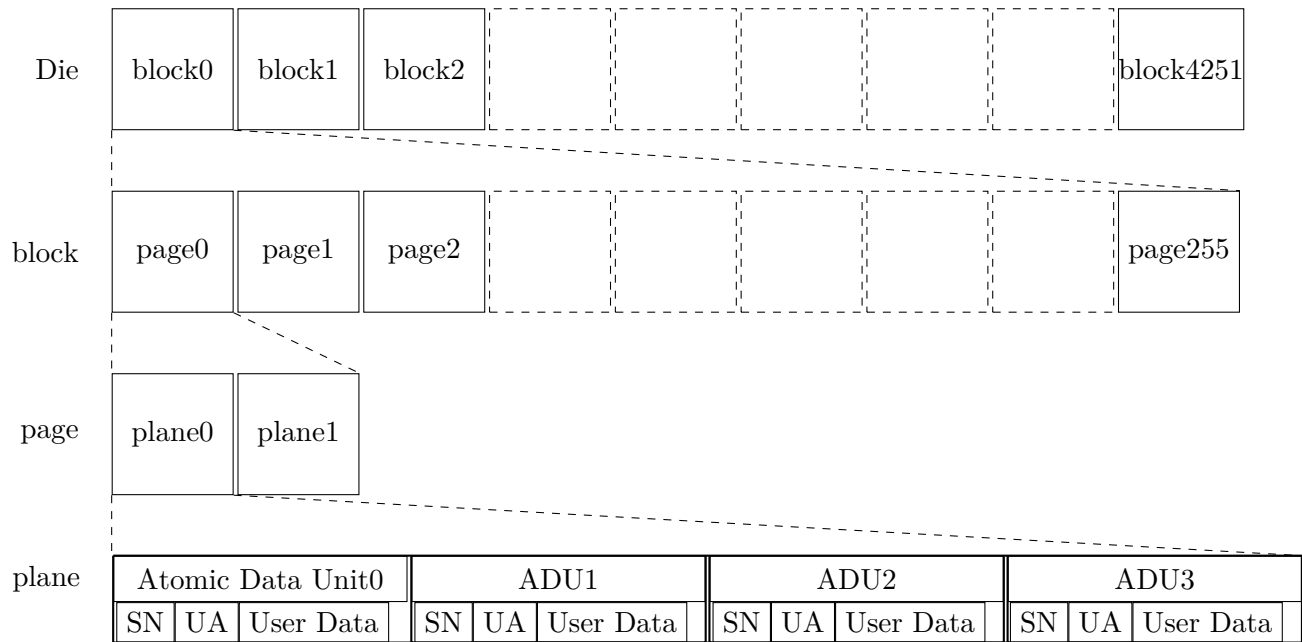 Die block0 block1 block2 block4251
block page0 page1 page2 page255
page plane0 plane1
plane Atomic Data Unit0 ADU1 ADU2 ADU3
SN UA User Data SN UA User Data SN UA User Data SN UA User Data